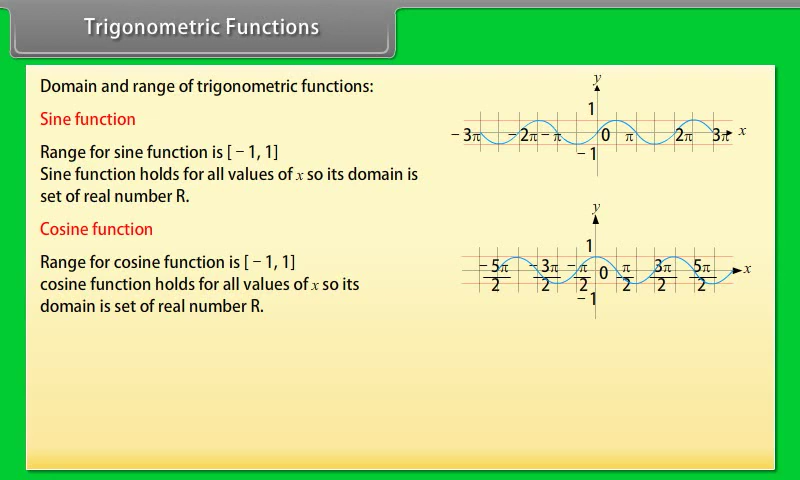 Trigonometric Functions
Domain and range of trigonometric functions:
Sine function
Range for sine function is [ – 1, 1]
Sine function holds for all values of x so its domain is
set of real number R.
Cosine function
Range for cosine function is [ – 1, 1]
cosine function holds for all values of x so its
domain is set of real number R.
y
1
– 3π – 2π – π 0 π 2π 3π x
– 1
y
1
– 5π/2 – 3π/2 – π/2 0 π/2 3π/2 5π/2 x
– 1